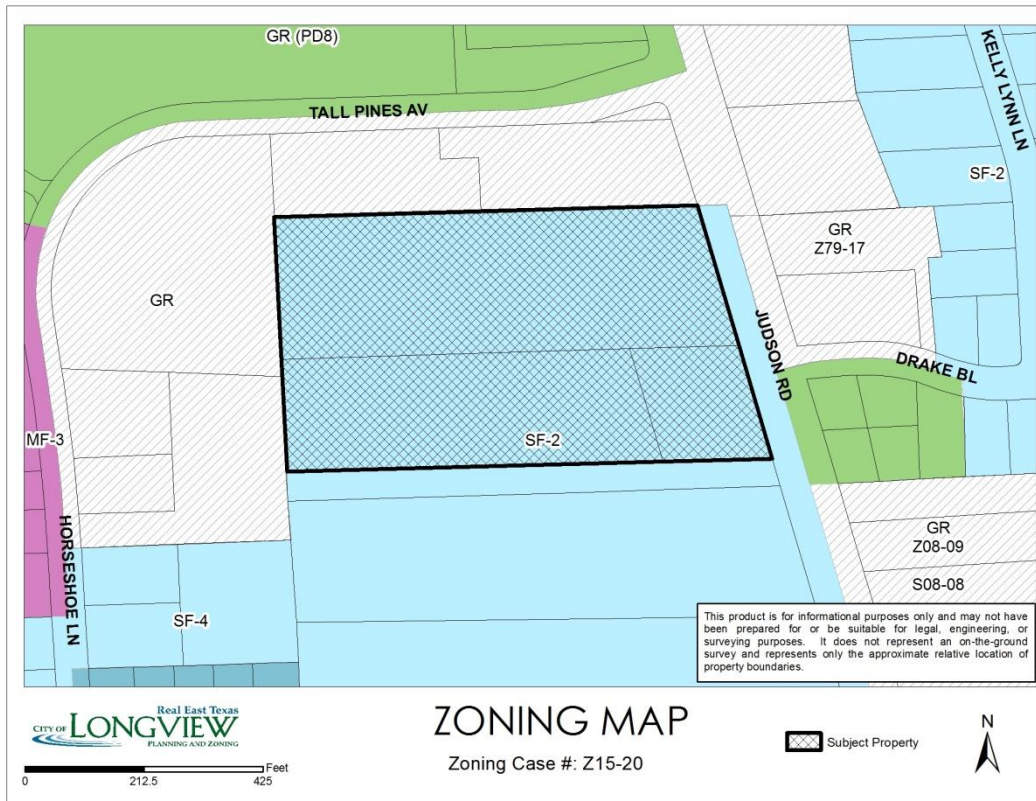 GR (PD8)
TALL PINES AV
KELLY LYNN LN
SF-2
GR
Z79-17
GR
JUDSON RD
DRAKE BL
MF-3
SF-2
HORSESHOE LN
GR
Z08-09
S08-08
SF-4
This product is for informational purposes only and may not have
been prepared for or be suitable for legal, engineering, or
surveying purposes. It does not represent an on-the-ground
survey and represents only the approximate relative location of
property boundaries.
Real East Texas
CITY OF LONGVIEW
PLANNING AND ZONING
Feet
0 212.5 425
ZONING MAP
Zoning Case #: Z15-20
Subject Property
N